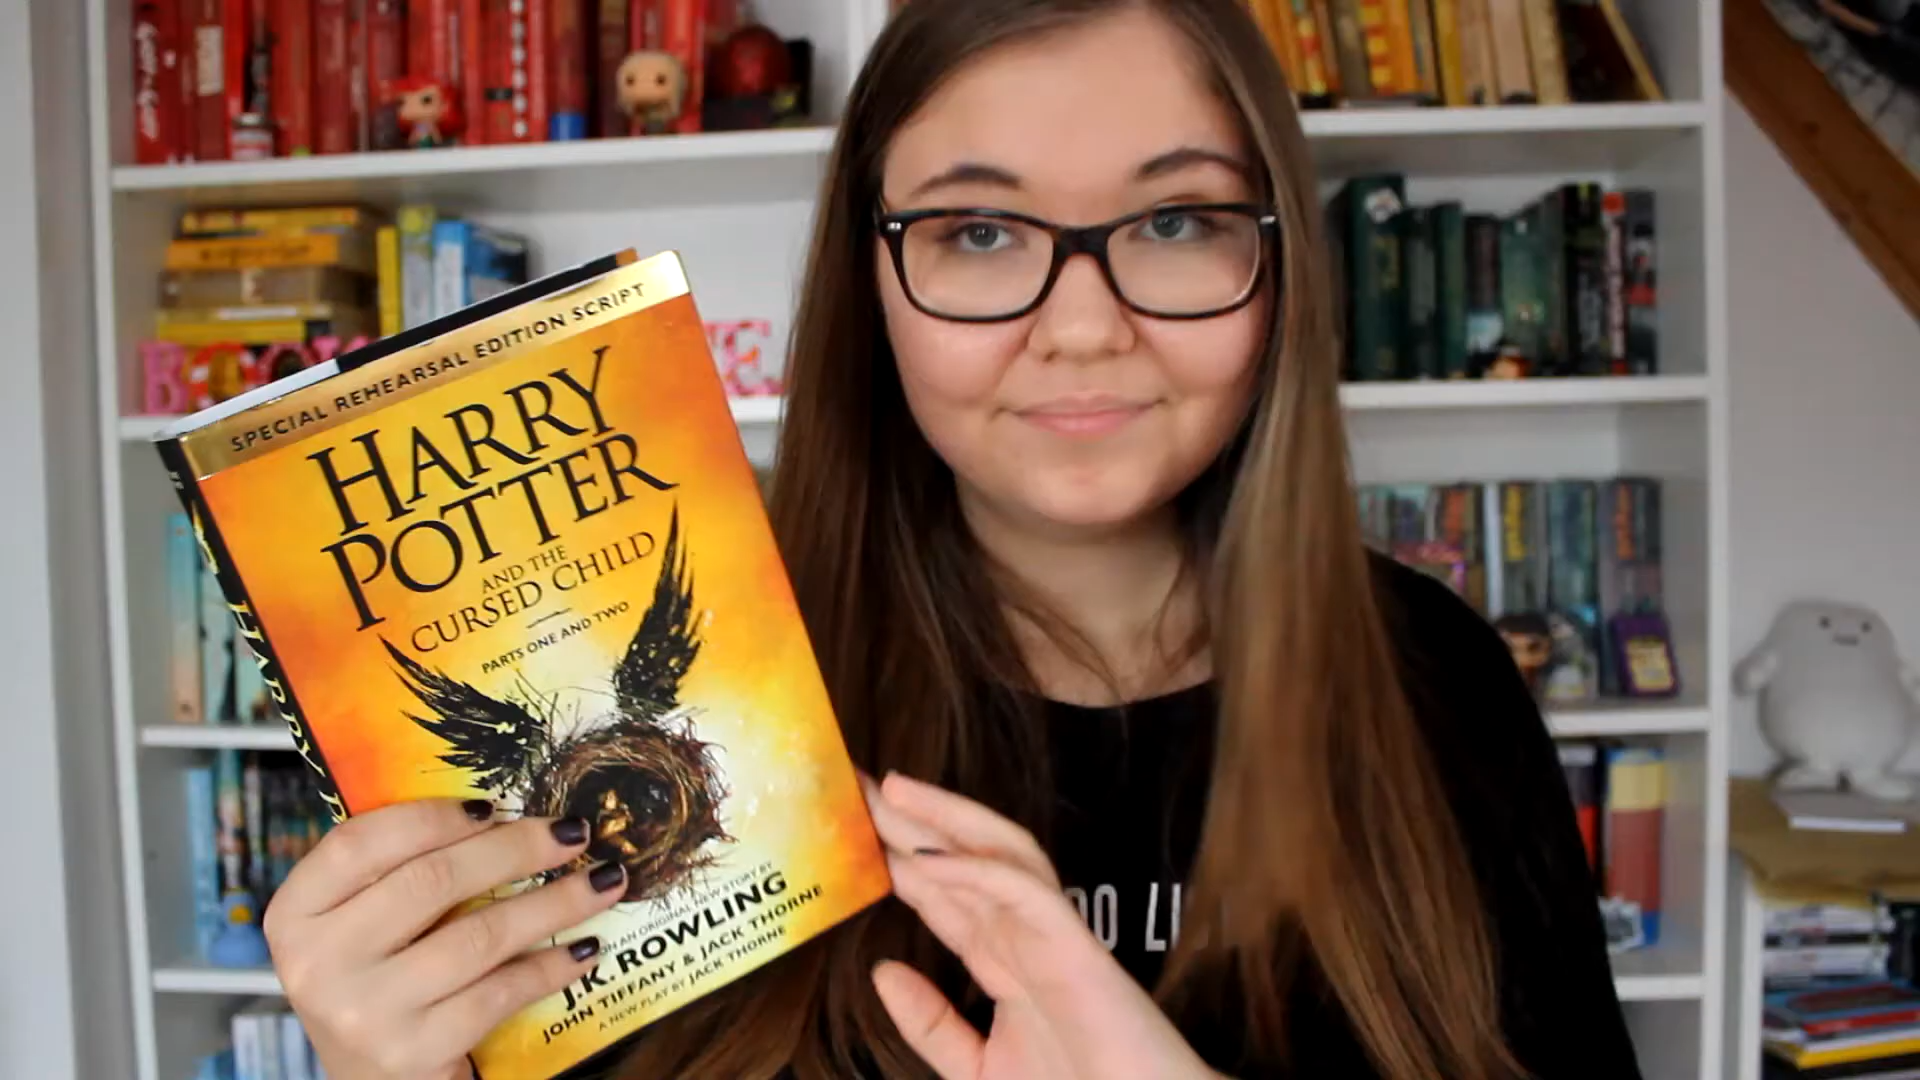 SPECIAL REHEARSAL EDITION SCRIPT
HARRY
POTTER
AND THE
CURSED CHILD
PARTS ONE AND TWO
ON AN ORIGINAL NEW STORY BY
J.K. ROWLING
JOHN TIFFANY & JACK THORNE
A NEW PLAY BY JACK THORNE
HARRY